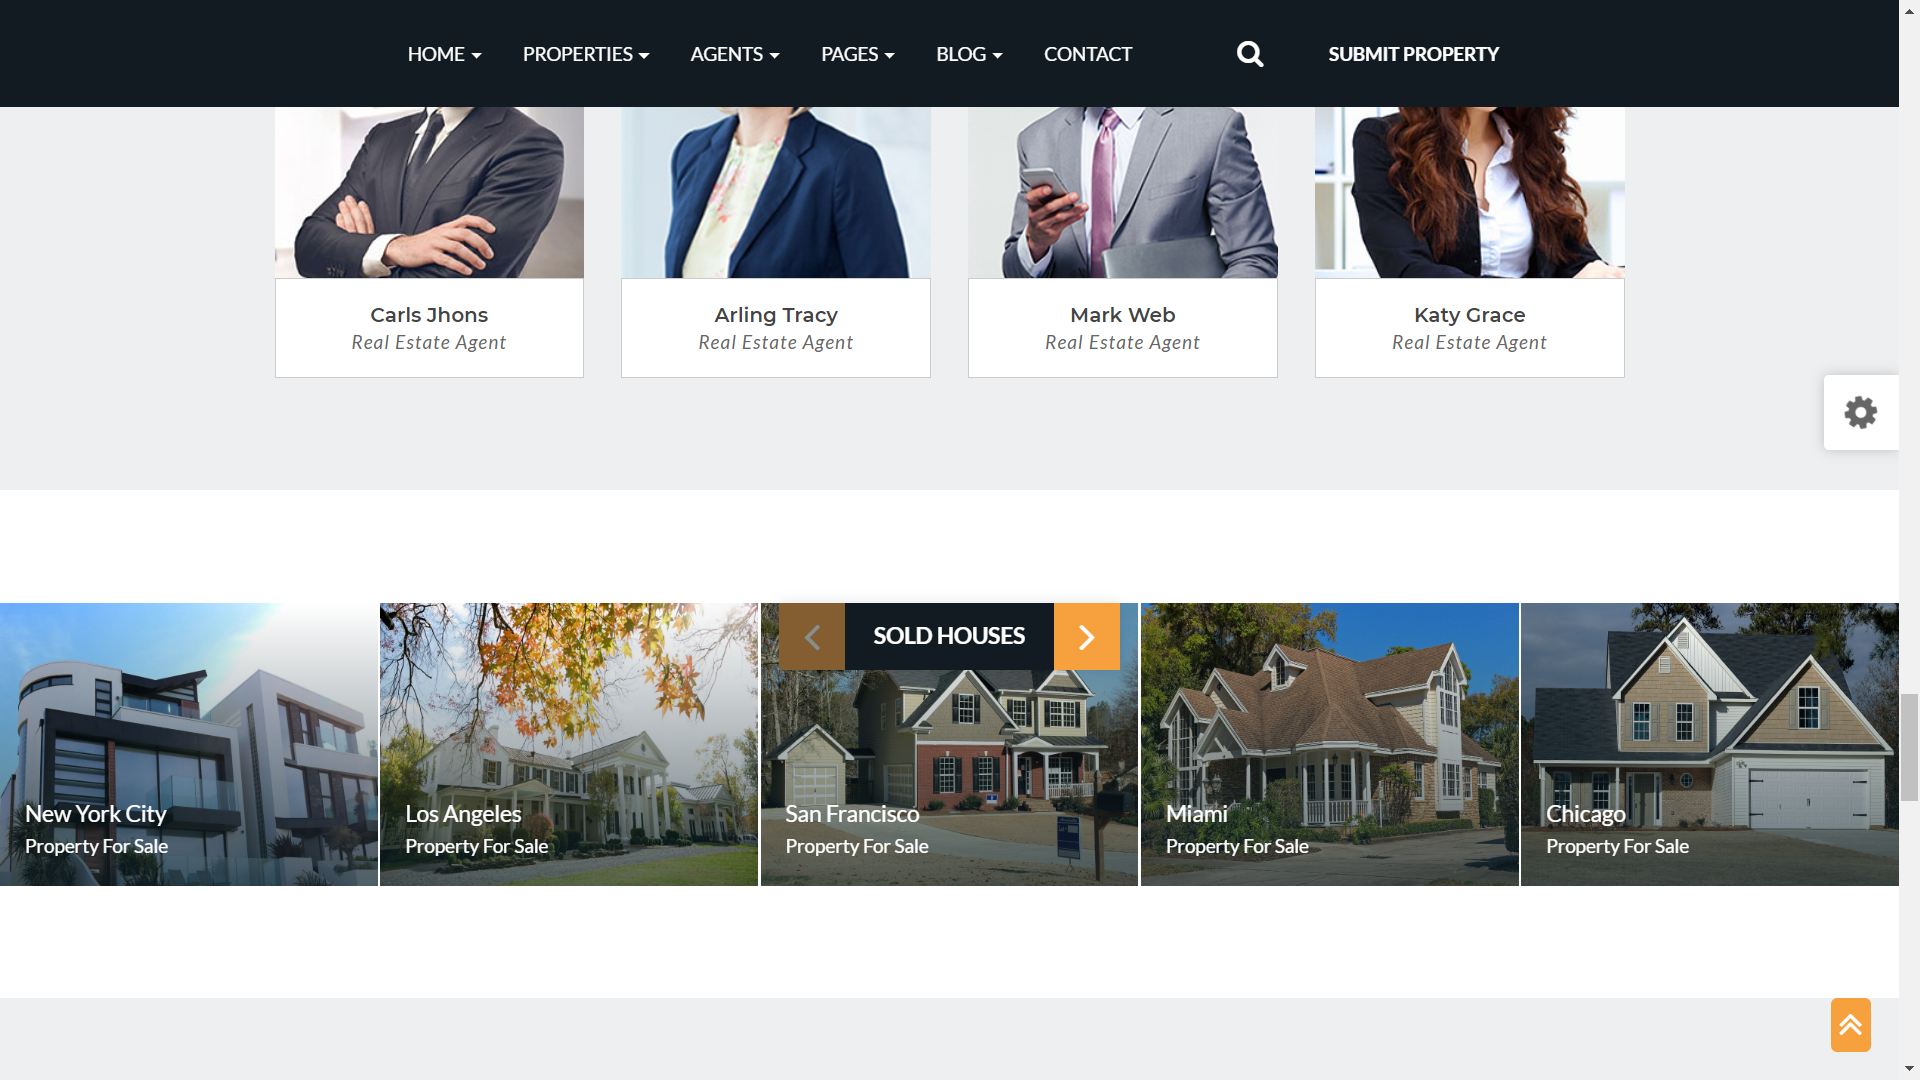 HOME
PROPERTIES
AGENTS
PAGES
BLOG
CONTACT
SUBMIT PROPERTY
Carls Jhons
Real Estate Agent
Arling Tracy
Real Estate Agent
Mark Web
Real Estate Agent
Katy Grace
Real Estate Agent
SOLD HOUSES
New York City
Property For Sale
Los Angeles
Property For Sale
San Francisco
Property For Sale
Miami
Property For Sale
Chicago
Property For Sale